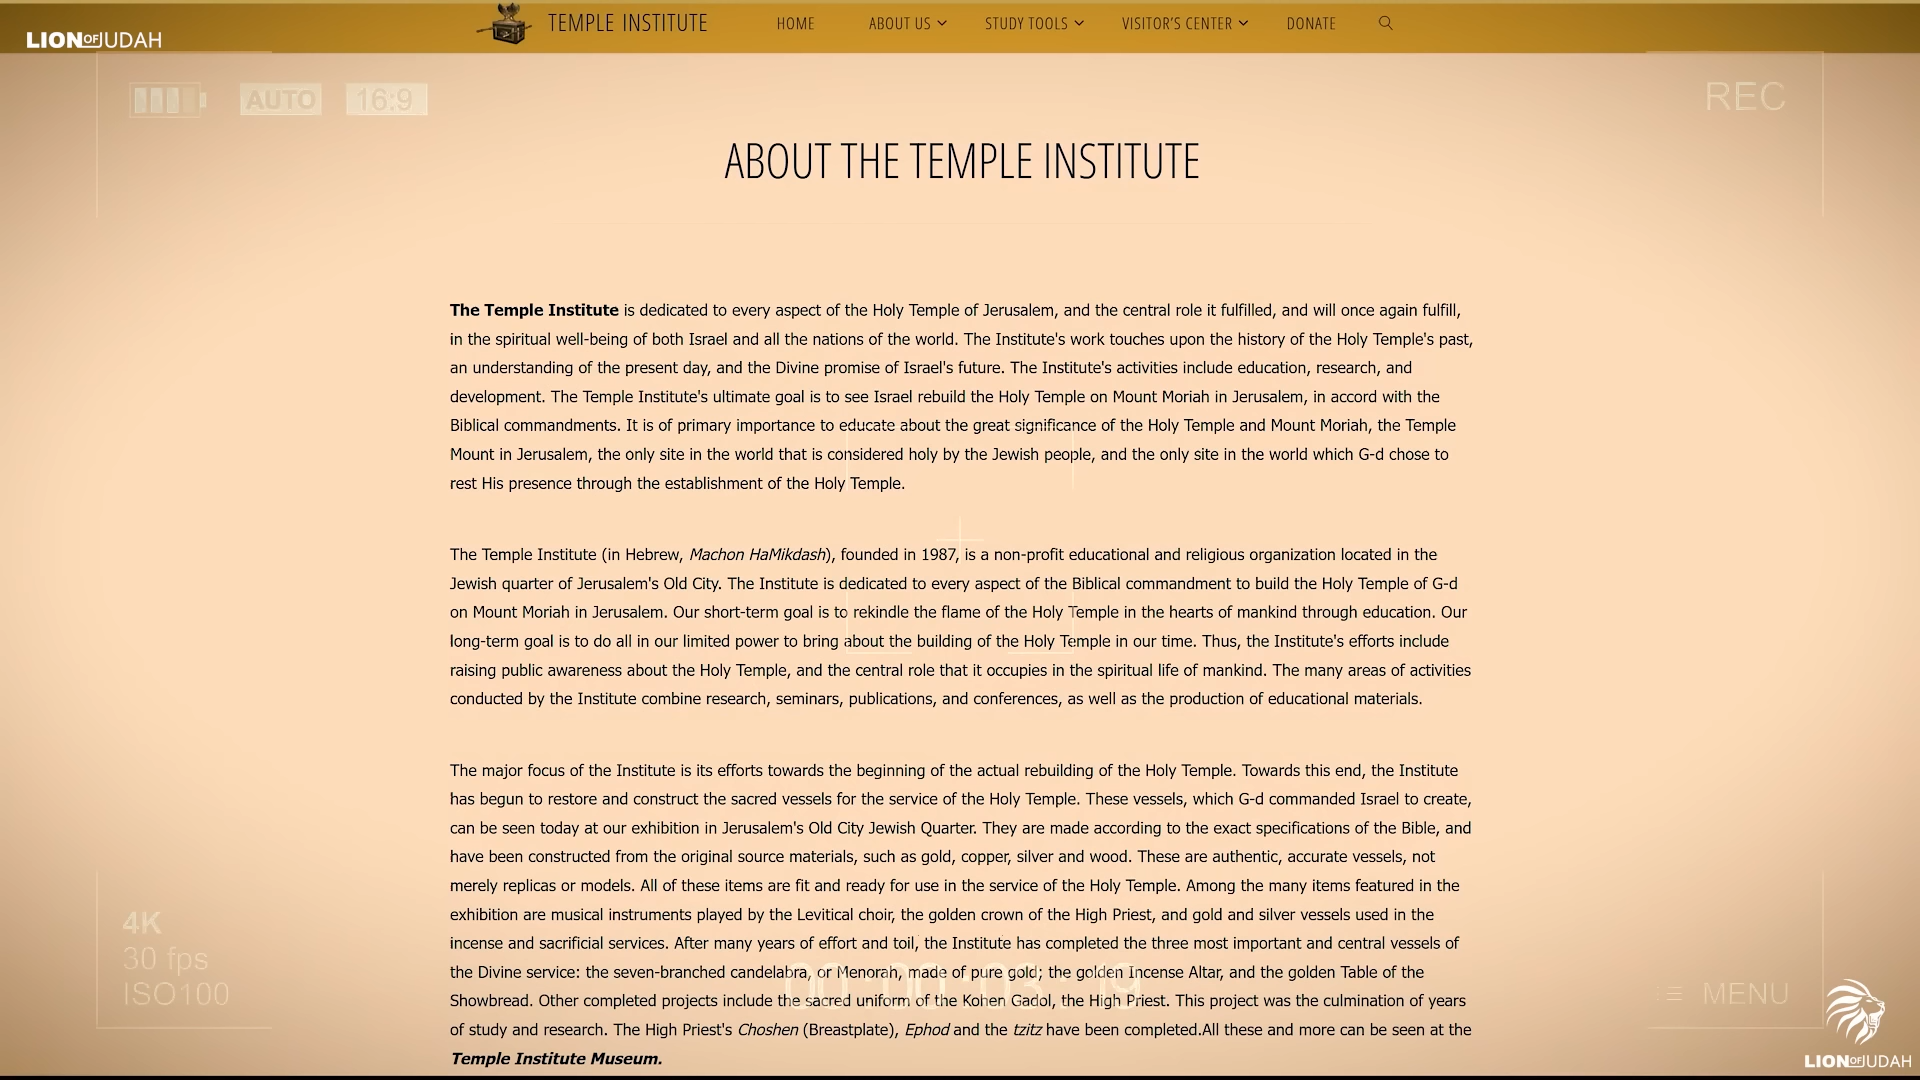 LIONOFJUDAH
TEMPLE INSTITUTE HOME ABOUT US STUDY TOOLS VISITOR'S CENTER DONATE
AUTO 16:9
REC
ABOUT THE TEMPLE INSTITUTE
The Temple Institute is dedicated to every aspect of the Holy Temple of Jerusalem, and the central role it fulfilled, and will once again fulfill,
in the spiritual well-being of both Israel and all the nations of the world. The Institute's work touches upon the history of the Holy Temple's past,
an understanding of the present day, and the Divine promise of Israel's future. The Institute's activities include education, research, and
development. The Temple Institute's ultimate goal is to see Israel rebuild the Holy Temple on Mount Moriah in Jerusalem, in accord with the
Biblical commandments. It is of primary importance to educate about the great significance of the Holy Temple and Mount Moriah, the Temple
Mount in Jerusalem, the only site in the world that is considered holy by the Jewish people, and the only site in the world which G-d chose to
rest His presence through the establishment of the Holy Temple.
The Temple Institute (in Hebrew, Machon HaMikdash), founded in 1987, is a non-profit educational and religious organization located in the
Jewish quarter of Jerusalem's Old City. The Institute is dedicated to every aspect of the Biblical commandment to build the Holy Temple of G-d
on Mount Moriah in Jerusalem. Our short-term goal is to rekindle the flame of the Holy Temple in the hearts of mankind through education. Our
long-term goal is to do all in our limited power to bring about the building of the Holy Temple in our time. Thus, the Institute's efforts include
raising public awareness about the Holy Temple, and the central role that it occupies in the spiritual life of mankind. The many areas of activities
conducted by the Institute combine research, seminars, publications, and conferences, as well as the production of educational materials.
The major focus of the Institute is its efforts towards the beginning of the actual rebuilding of the Holy Temple. Towards this end, the Institute
has begun to restore and construct the sacred vessels for the service of the Holy Temple. These vessels, which G-d commanded Israel to create,
can be seen today at our exhibition in Jerusalem's Old City Jewish Quarter. They are made according to the exact specifications of the Bible, and
have been constructed from the original source materials, such as gold, copper, silver and wood. These are authentic, accurate vessels, not
merely replicas or models. All of these items are fit and ready for use in the service of the Holy Temple. Among the many items featured in the
exhibition are musical instruments played by the Levitical choir, the golden crown of the High Priest, and gold and silver vessels used in the
incense and sacrificial services. After many years of effort and toil, the Institute has completed the three most important and central vessels of
the Divine service: the seven-branched candelabra, or Menorah, made of pure gold; the golden Incense Altar, and the golden Table of the
Showbread. Other completed projects include the sacred uniform of the Kohen Gadol, the High Priest. This project was the culmination of years
of study and research. The High Priest's Choshen (Breastplate), Ephod and the tzitz have been completed.All these and more can be seen at the
Temple Institute Museum.
4K
30 fps
ISO100
00:00:03:19
MENU
LIONOFJUDAH